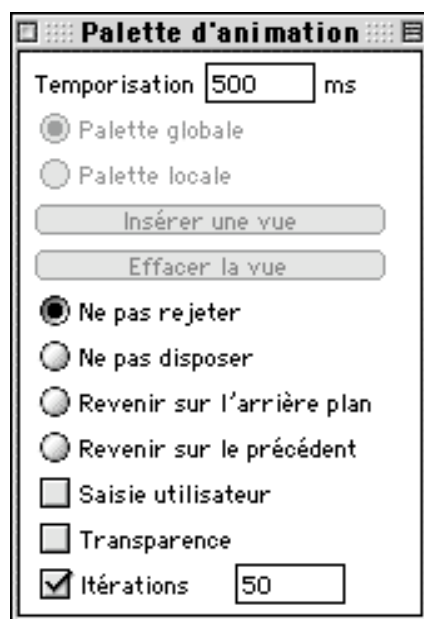 Palette d'animation
Temporisation 500 ms
Palette globale
Palette locale
Insérer une vue
Effacer la vue
Ne pas rejeter
Ne pas disposer
Revenir sur l'arrière plan
Revenir sur le précédent
Saisie utilisateur
Transparence
Itérations 50